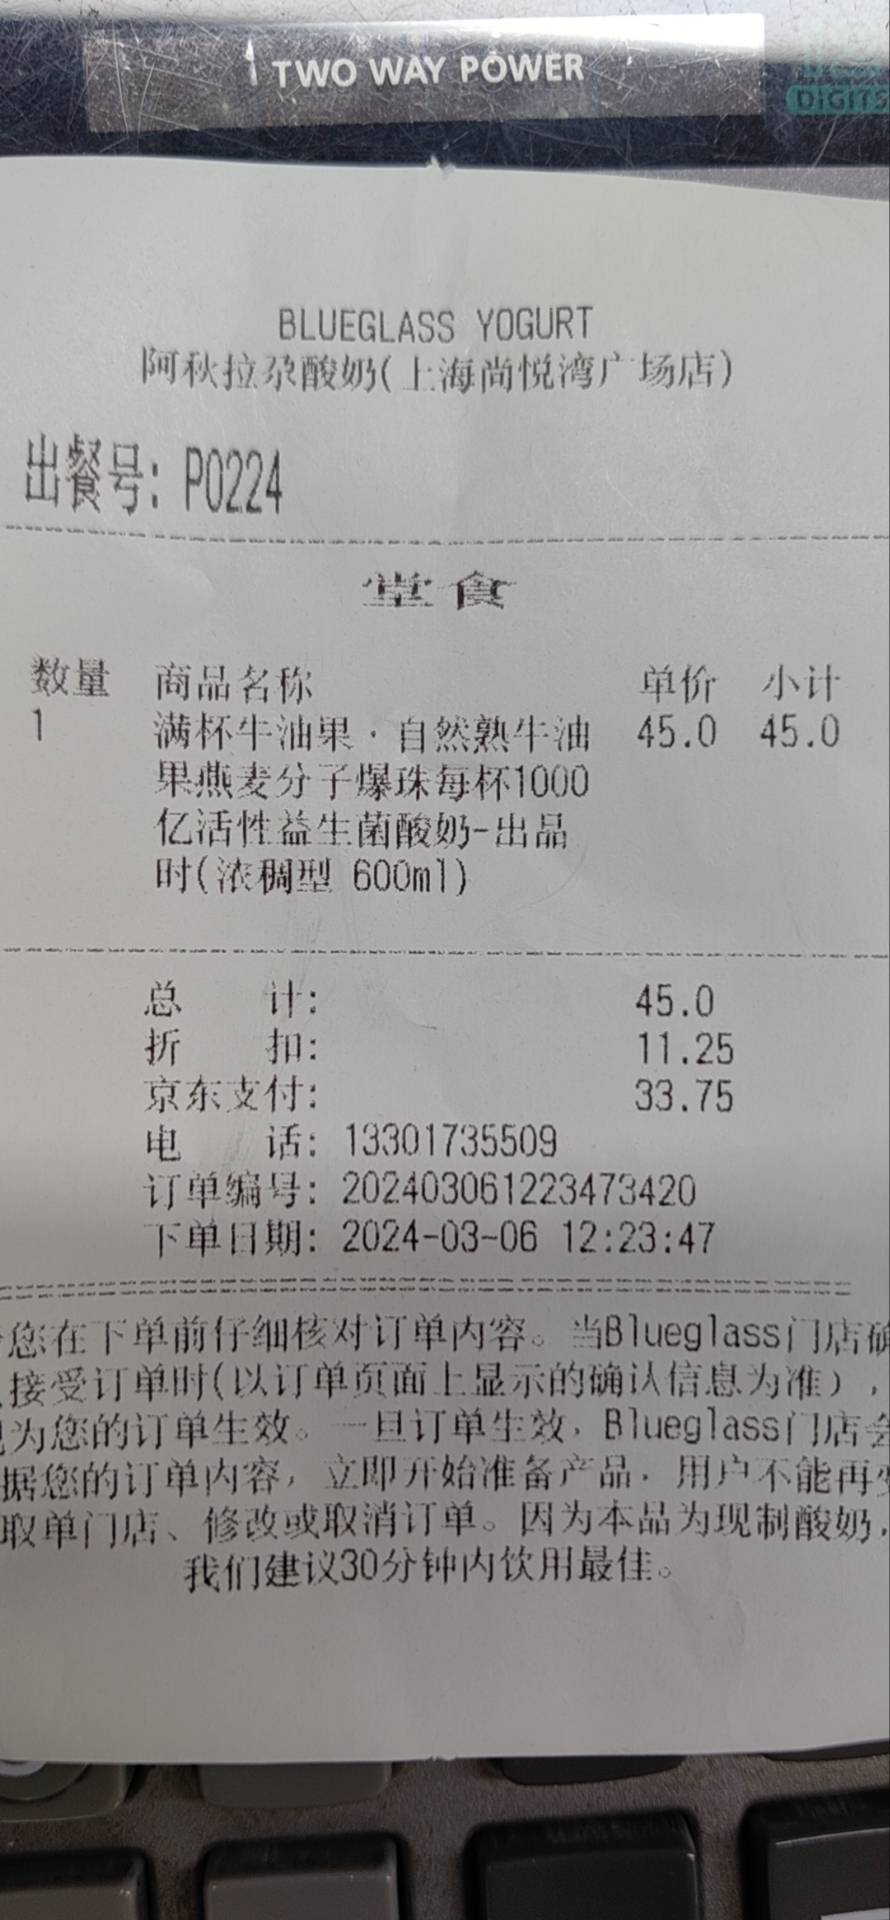 TWO WAY POWER
DIGITS
BLUEGLASS YOGURT
阿秋拉尕酸奶(上海尚悦湾广场店)
出餐号: P0224
堂食
数量 商品名称 单价 小计
1 满杯牛油果·自然熟牛油 45.0 45.0
果燕麦分子爆珠每杯1000
亿活性益生菌酸奶-出品
时(浓稠型 600ml)
总 计: 45.0
折 扣: 11.25
京东支付: 33.75
电 话: 13301735509
订单编号: 202403061223473420
下单日期: 2024-03-06 12:23:47
您在下单前仔细核对订单内容。当Blueglass门店确
接受订单时(以订单页面上显示的确认信息为准),
为您的订单生效。一旦订单生效,Blueglass门店会
据您的订单内容,立即开始准备产品,用户不能再
取单门店、修改或取消订单。因为本品为现制酸奶,
我们建议30分钟内饮用最佳。